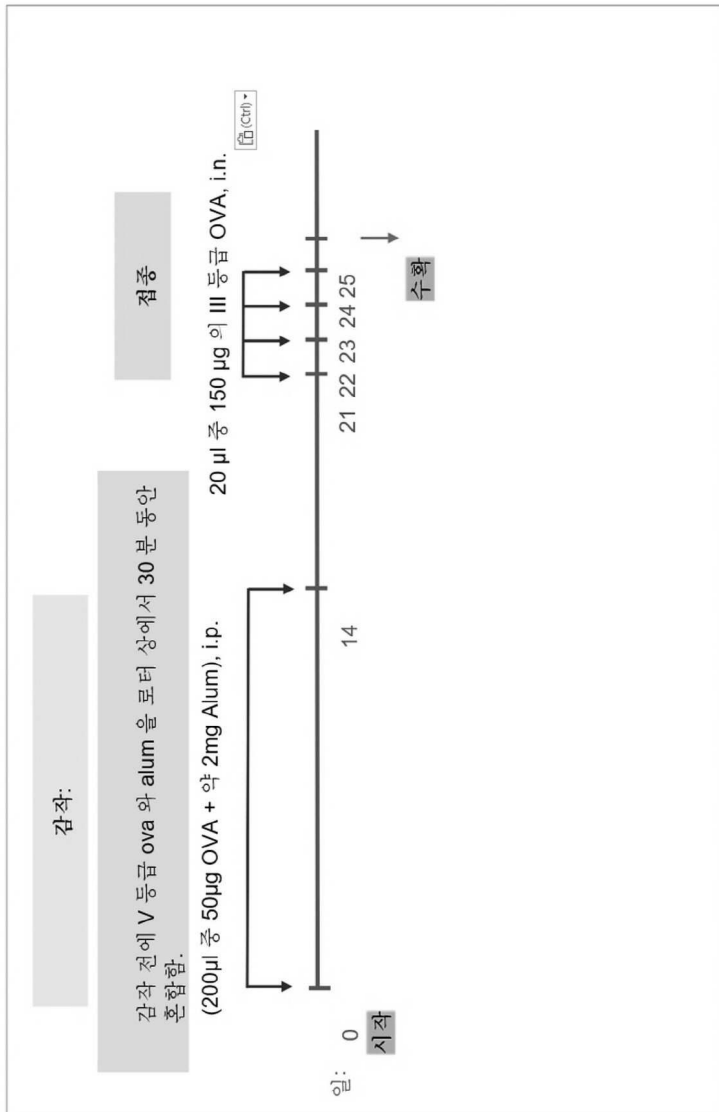 감작:
감작 전에 V 등급 ova 와 alum 을 로터 상에서 30 분 동안
혼합함.
(200μl 중 50μg OVA + 약 2mg Alum), i.p.
접종
20 μl 중 150 μg 의 III 등급 OVA, i.n.
(Ctrl)
일:
0
14
21 22 23 24 25
시작
수확